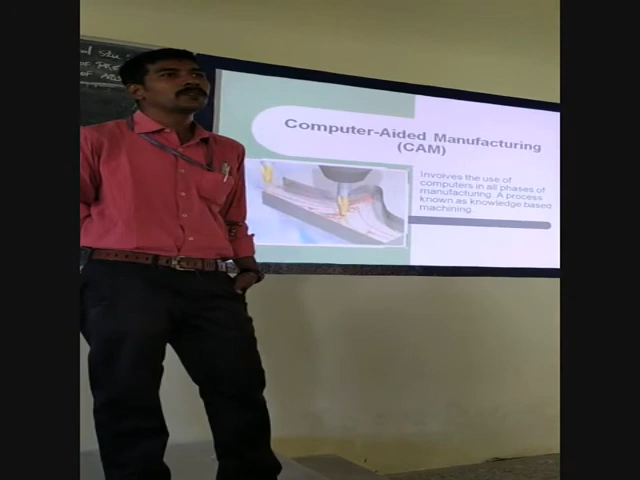 of
Computer-Aided Manufacturing
(CAM)
Involves the use of
computers in all phases of
manufacturing. A process
known as knowledge based
machining.